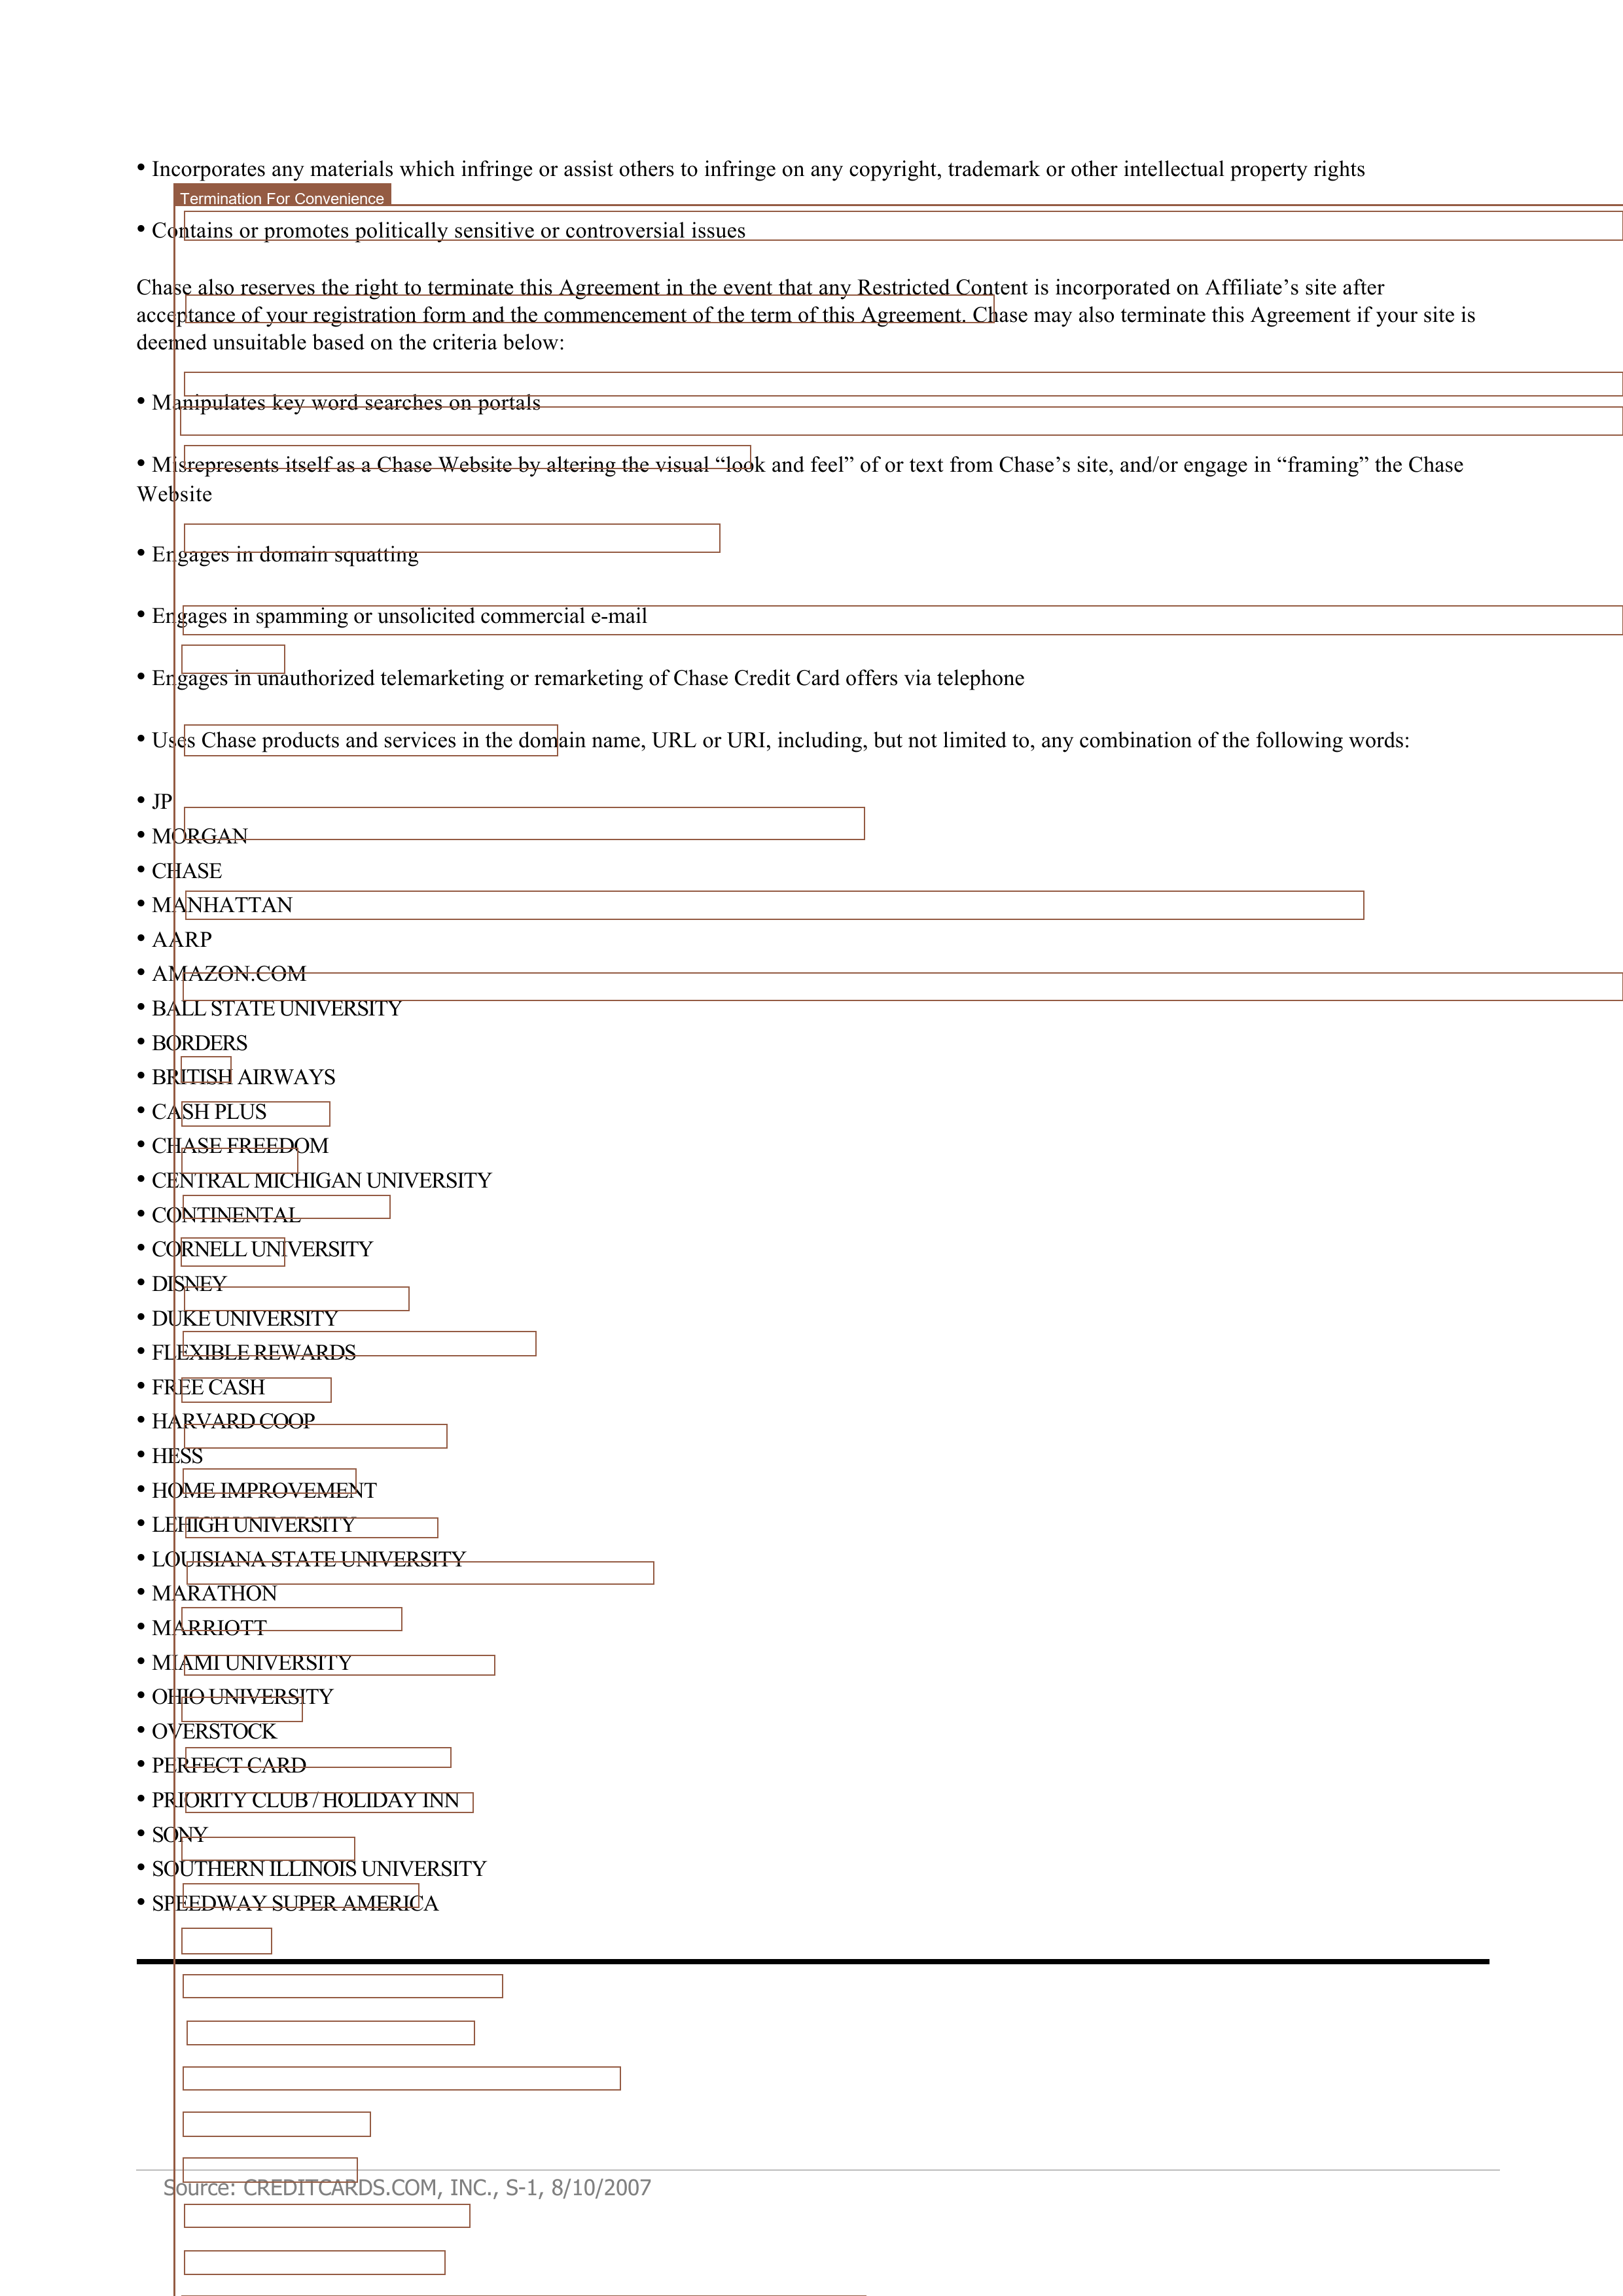 • Incorporates any materials which infringe or assist others to infringe on any copyright, trademark or other intellectual property rights
Termination For Convenience
• Contains or promotes politically sensitive or controversial issues
Chase also reserves the right to terminate this Agreement in the event that any Restricted Content is incorporated on Affiliate’s site after
acceptance of your registration form and the commencement of the term of this Agreement. Chase may also terminate this Agreement if your site is
deemed unsuitable based on the criteria below:
• Manipulates key word searches on portals
• Misrepresents itself as a Chase Website by altering the visual “look and feel” of or text from Chase’s site, and/or engage in “framing” the Chase
Website
• Engages in domain squatting
• Engages in spamming or unsolicited commercial e-mail
• Engages in unauthorized telemarketing or remarketing of Chase Credit Card offers via telephone
• Uses Chase products and services in the domain name, URL or URI, including, but not limited to, any combination of the following words:
• JP
• MORGAN
• CHASE
• MANHATTAN
• AARP
• AMAZON.COM
• BALL STATE UNIVERSITY
• BORDERS
• BRITISH AIRWAYS
• CASH PLUS
• CHASE FREEDOM
• CENTRAL MICHIGAN UNIVERSITY
• CONTINENTAL
• CORNELL UNIVERSITY
• DISNEY
• DUKE UNIVERSITY
• FLEXIBLE REWARDS
• FREE CASH
• HARVARD COOP
• HESS
• HOME IMPROVEMENT
• LEHIGH UNIVERSITY
• LOUISIANA STATE UNIVERSITY
• MARATHON
• MARRIOTT
• MIAMI UNIVERSITY
• OHIO UNIVERSITY
• OVERSTOCK
• PERFECT CARD
• PRIORITY CLUB / HOLIDAY INN
• SONY
• SOUTHERN ILLINOIS UNIVERSITY
• SPEEDWAY SUPER AMERICA
Source: CREDITCARDS.COM, INC., S-1, 8/10/2007